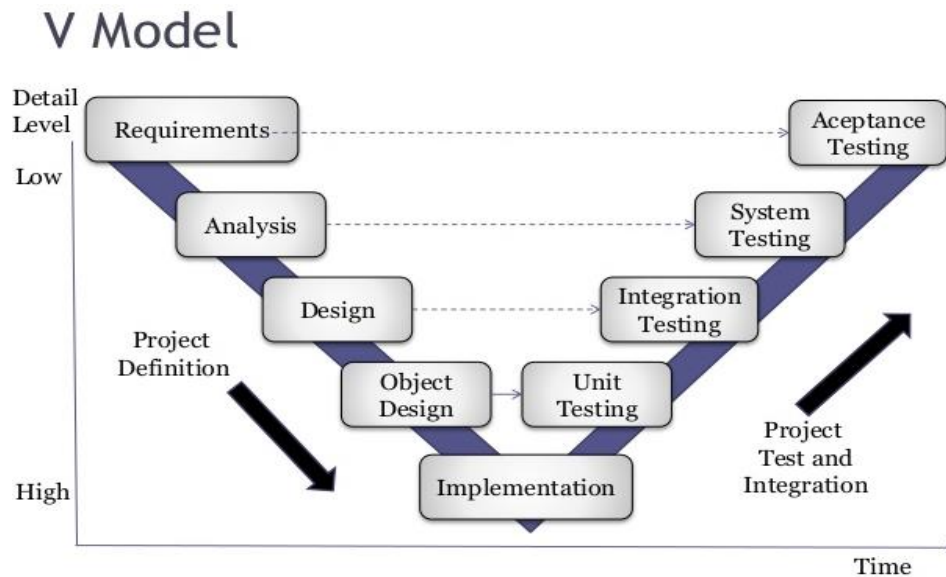 V Model
Detail
Level
Requirements
Aceptance
Testing
Low
Analysis
System
Testing
Design
Integration
Testing
Project
Definition
Object
Design
Unit
Testing
Project
Test and
Integration
High
Implementation
Time